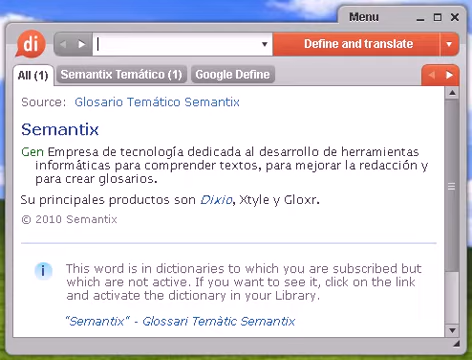 Menu
di
Define and translate
All (1)
Semantix Temático (1)
Google Define
Source: Glosario Temático Semantix
Semantix
Gen Empresa de tecnología dedicada al desarrollo de herramientas
informáticas para comprender textos, para mejorar la redacción y
para crear glosarios.
Su principales productos son Dixio, Xtyle y Gloxr.
© 2010 Semantix
i
This word is in dictionaries to which you are subscribed but
which are not active. If you want to see it, click on the link
and activate the dictionary in your Library.
"Semantix" - Glossari Temàtic Semantix